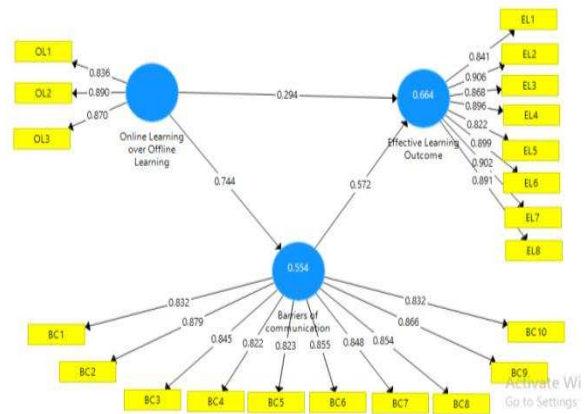 OL1
OL2
OL3
0.836
0.890
0.870
Online Learning
over Offline
Learning
0.294
0.744
0.664
Effective Learning
Outcome
0.572
EL1
EL2
EL3
EL4
EL5
EL6
EL7
EL8
0.841
0.906
0.868
0.896
0.822
0.899
0.902
0.891
0.554
Barriers of
communication
0.832
0.879
0.845
0.822
0.823
0.855
0.848
0.854
0.866
0.832
BC1
BC2
BC3
BC4
BC5
BC6
BC7
BC8
BC9
BC10
Activate Wi
Go to Settings